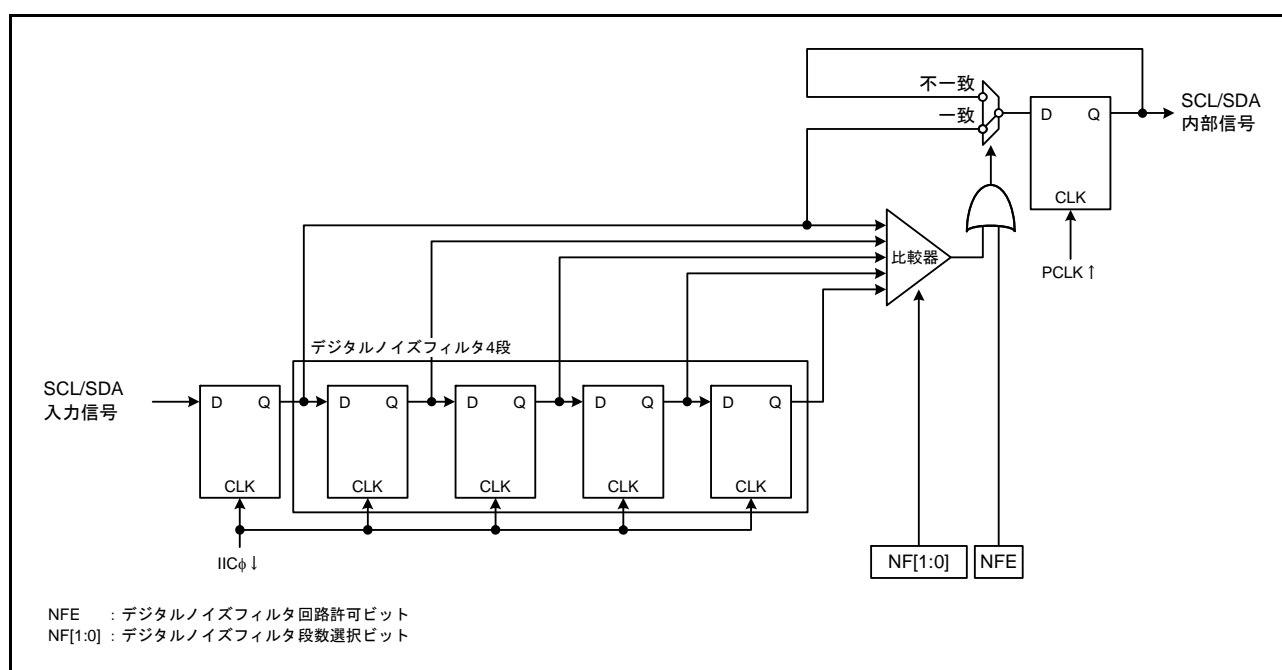 不一致
一致
D
Q
CLK
PCLK↑
SCL/SDA
内部信号
比較器
デジタルノイズフィルタ4段
SCL/SDA
入力信号
D
Q
CLK
D
Q
CLK
D
Q
CLK
D
Q
CLK
D
Q
CLK
IICφ↓
NF[1:0]
NFE
NFE : デジタルノイズフィルタ回路許可ビット
NF[1:0] : デジタルノイズフィルタ段数選択ビット